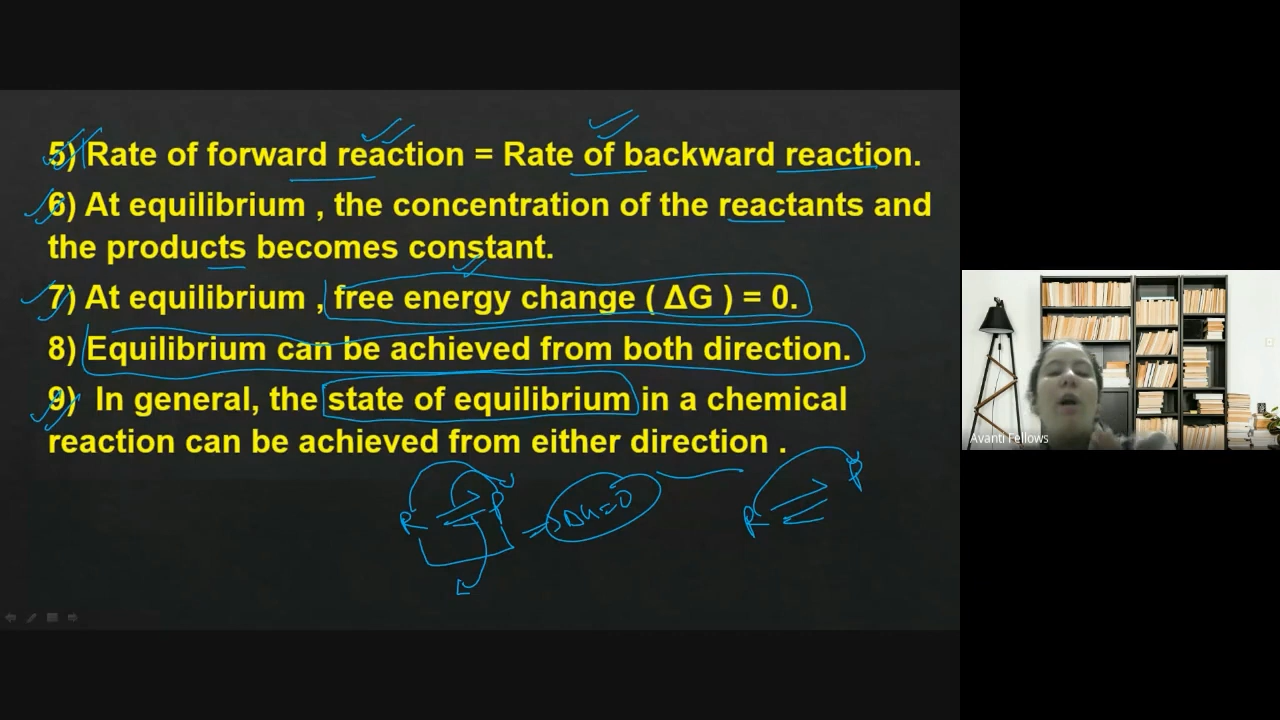 5) Rate of forward reaction = Rate of backward reaction.
6) At equilibrium , the concentration of the reactants and
the products becomes constant.
7) At equilibrium , free energy change ( ΔG ) = 0.
8) Equilibrium can be achieved from both direction.
9) In general, the state of equilibrium in a chemical
reaction can be achieved from either direction .
R ⇌ P ⇒ ΔG=0 R ⇌ P
Avanti Fellows